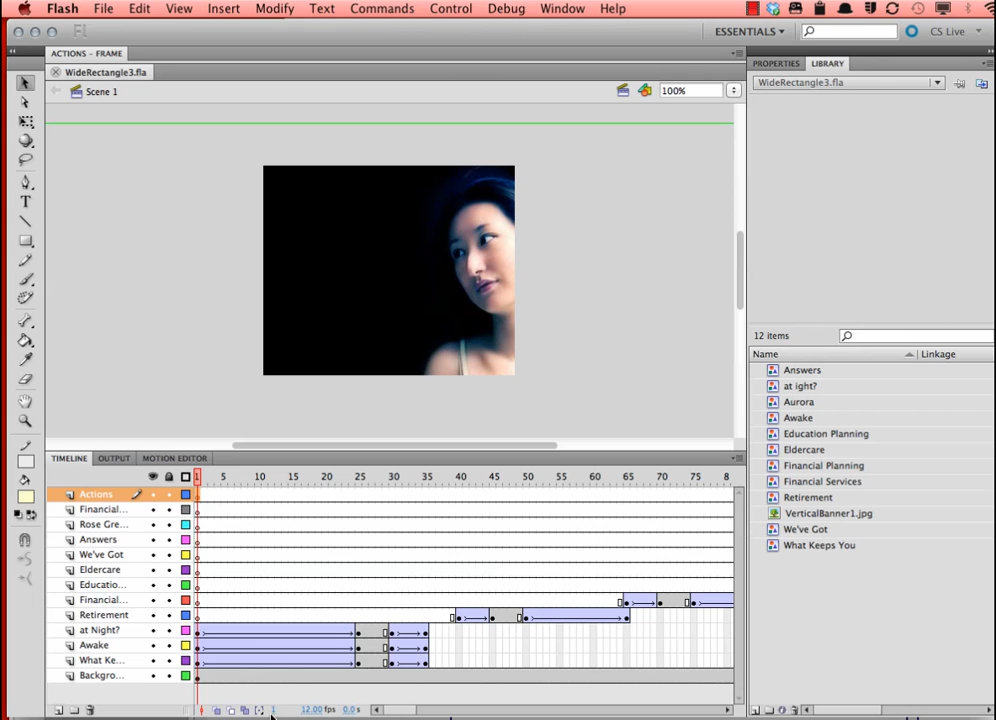 Flash File Edit View Insert Modify Text Commands Control Debug Window Help
Fl ESSENTIALS CS Live
ACTIONS - FRAME
PROPERTIES LIBRARY
WideRectangle3.fla
WideRectangle3.fla
Scene 1 100%
12 items
Name Linkage
Answers
at ight?
Aurora
Awake
Education Planning
Eldercare
Financial Planning
Financial Services
Retirement
VerticalBanner1.jpg
We've Got
What Keeps You
TIMELINE OUTPUT MOTION EDITOR
1 5 10 15 20 25 30 35 40 45 50 55 60 65 70 75 8
Actions
Financial...
Rose Gre...
Answers
We've Got
Eldercare
Educatio...
Financial...
Retirement
at Night?
Awake
What Ke...
Backgro...
1 12.00 fps 0.0 s